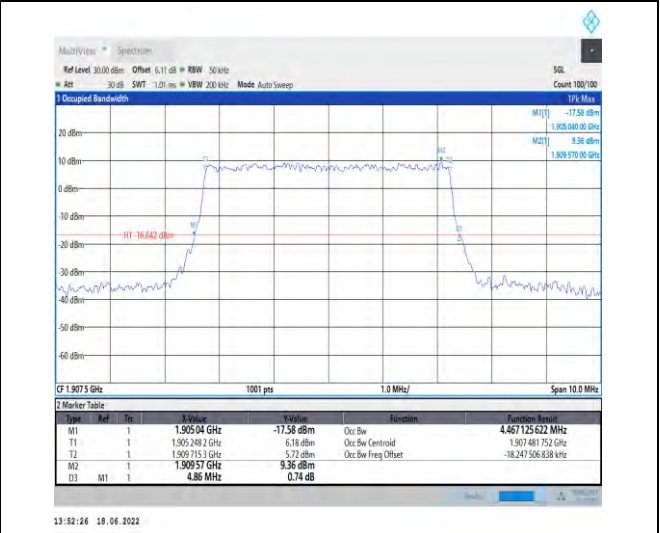 MultiView Spectrum
Ref Level 30.00 dBm Offset 6.11 dB RBW 50 kHz SGL
Att 30 dB SWT 1.01 ms VBW 200 kHz Mode Auto Sweep Count 100/100
1 Occupied Bandwidth 1Pk Max
M1[1] -17.58 dBm
1.905 040 00 GHz
M2[1] 9.36 dBm
1.909 570 00 GHz
20 dBm
M2
10 dBm
T1 T2
0 dBm
-10 dBm
M1 D3
H1 -16.642 dBm
-20 dBm
-30 dBm
-40 dBm
-50 dBm
-60 dBm
CF 1.907 5 GHz 1001 pts 1.0 MHz/ Span 10.0 MHz
2 Marker Table
Type Ref Trc X-Value Y-Value Function Function Result
M1 1 1.905 04 GHz -17.58 dBm Occ Bw 4.467 125 622 MHz
T1 1 1.905 248 2 GHz 6.18 dBm Occ Bw Centroid 1.907 481 752 GHz
T2 1 1.909 715 3 GHz 5.72 dBm Occ Bw Freq Offset -18.247 506 838 kHz
M2 1 1.909 57 GHz 9.36 dBm
D3 M1 1 4.86 MHz 0.74 dB
13:52:26 18.06.2022